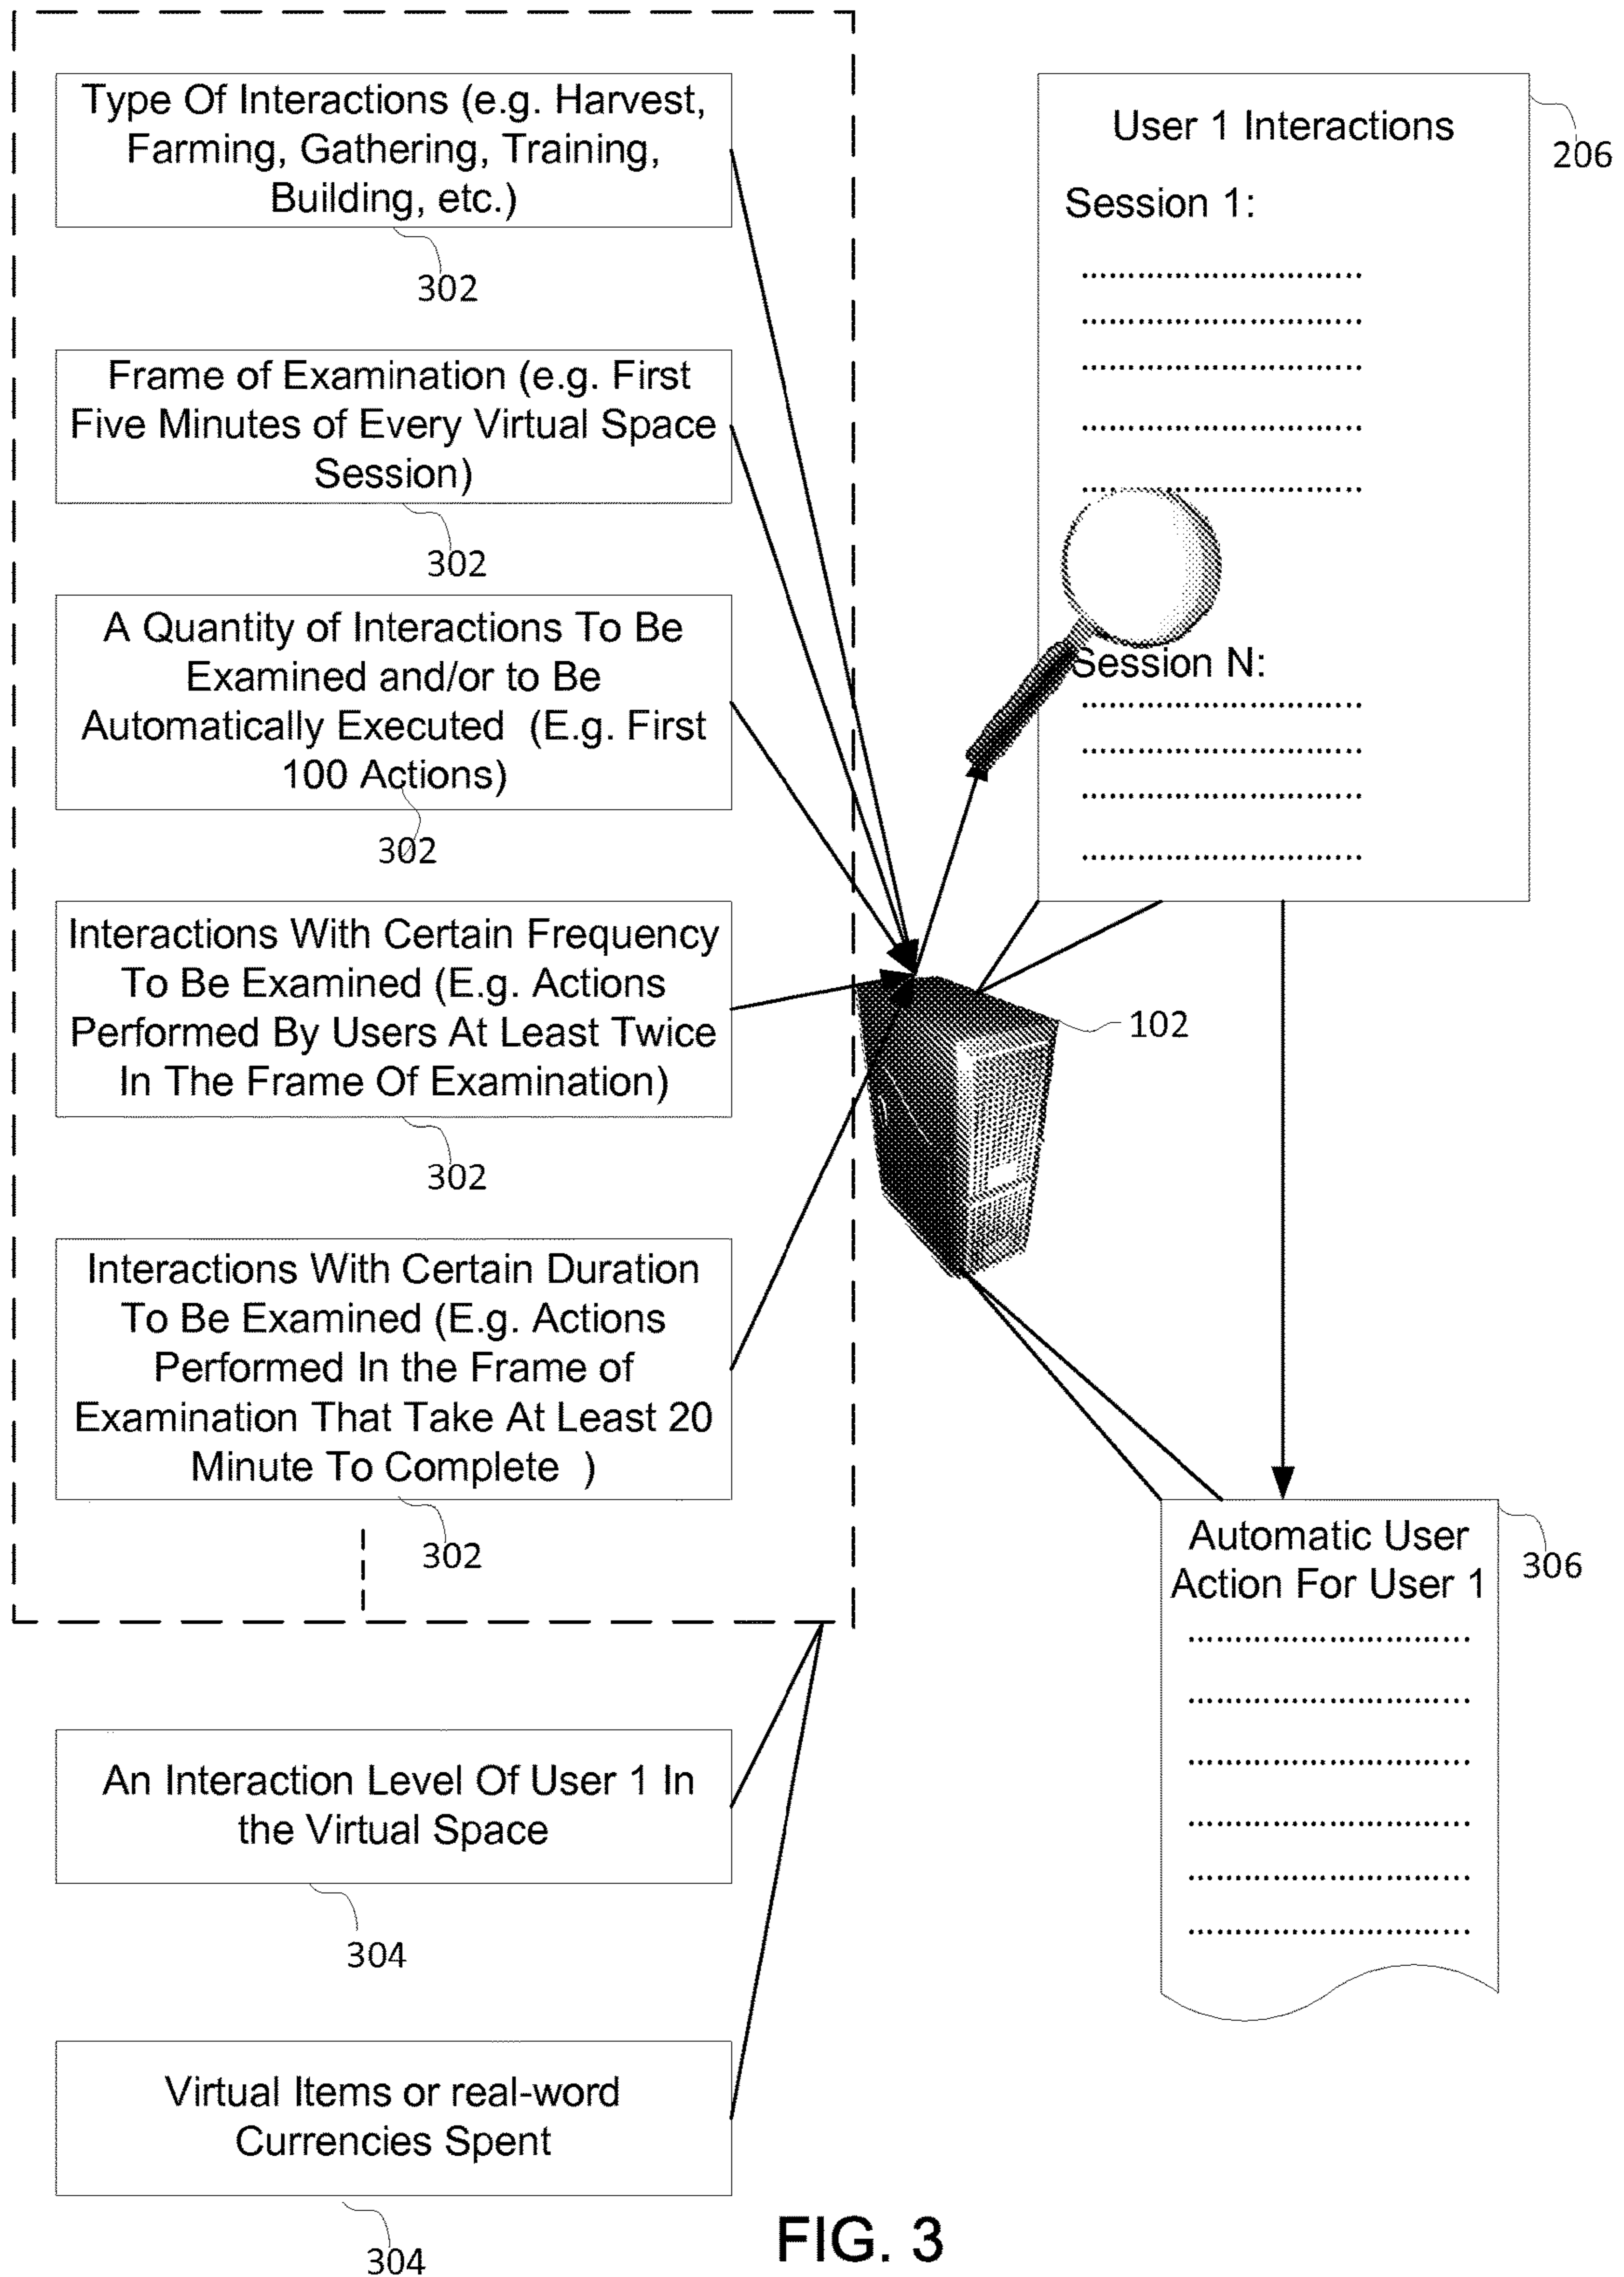 Type Of Interactions (e.g. Harvest,
Farming, Gathering, Training,
Building, etc.)
302
Frame of Examination (e.g. First
Five Minutes of Every Virtual Space
Session)
302
A Quantity of Interactions To Be
Examined and/or to Be
Automatically Executed (E.g. First
100 Actions)
302
Interactions With Certain Frequency
To Be Examined (E.g. Actions
Performed By Users At Least Twice
In The Frame Of Examination)
302
Interactions With Certain Duration
To Be Examined (E.g. Actions
Performed In the Frame of
Examination That Take At Least 20
Minute To Complete )
302
An Interaction Level Of User 1 In
the Virtual Space
304
Virtual Items or real-word
Currencies Spent
304
User 1 Interactions
206
Session 1:
Session N:
102
Automatic User
Action For User 1
306
FIG. 3